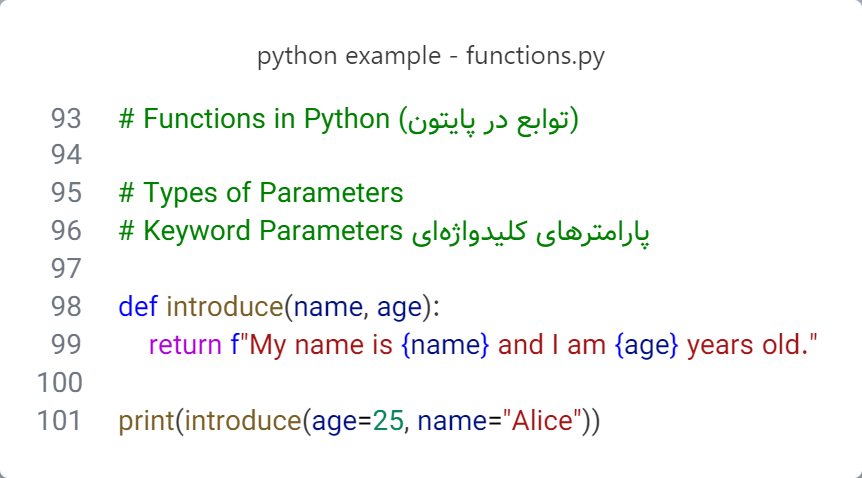 python example - functions.py
93 # Functions in Python (توابع در پایتون)
94
95 # Types of Parameters
96 # Keyword Parameters پارامترهای کلیدواژه‌ای
97
98 def introduce(name, age):
99     return f"My name is {name} and I am {age} years old."
100
101 print(introduce(age=25, name="Alice"))